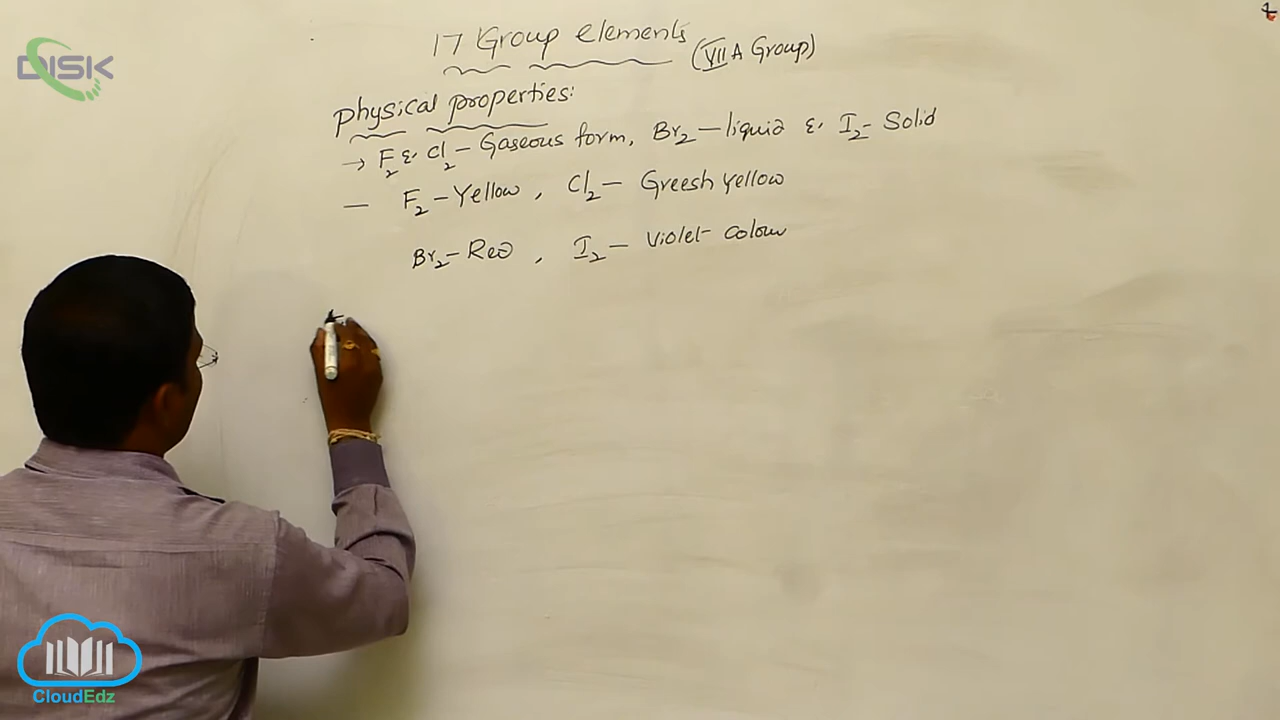 DISK
17 Group elements (VII A Group)
Physical properties:
→ F₂ & Cl₂ - Gaseous form, Br₂ - liquid & I₂ - Solid
- F₂ - Yellow, Cl₂ - Greesh yellow
Br₂ - Red, I₂ - Violet colour
CloudEdz